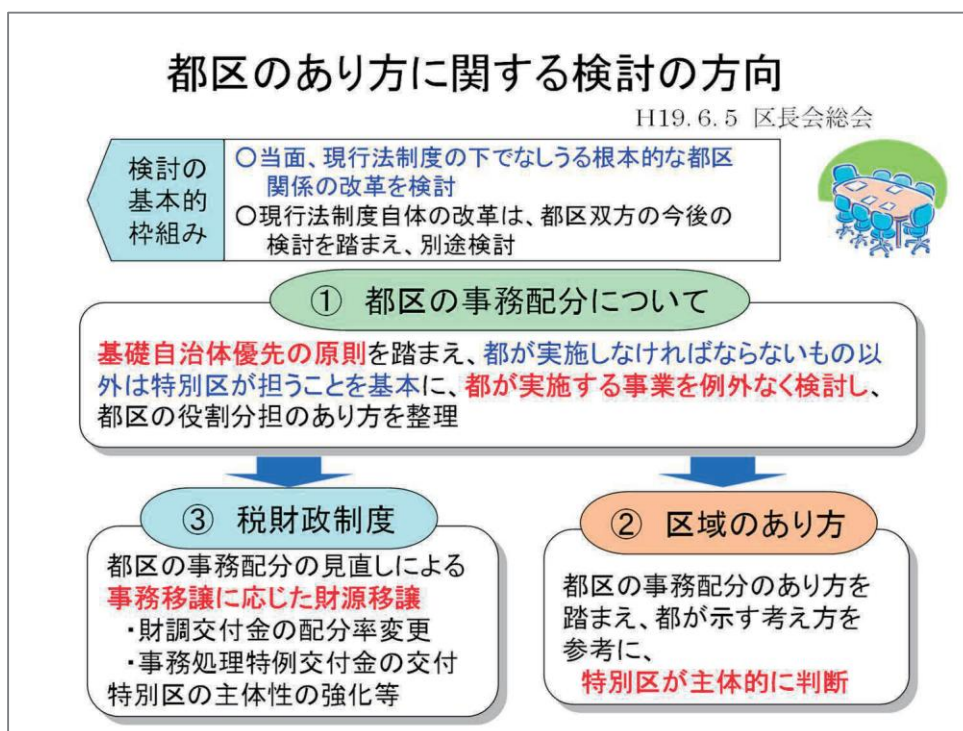 都区のあり方に関する検討の方向
H19.6.5 区長会総会
検討の
基本的
枠組み
○当面、現行法制度の下でなしうる根本的な都区
関係の改革を検討
○現行法制度自体の改革は、都区双方の今後の
検討を踏まえ、別途検討
① 都区の事務配分について
基礎自治体優先の原則を踏まえ、都が実施しなければならないもの以
外は特別区が担うことを基本に、都が実施する事業を例外なく検討し、
都区の役割分担のあり方を整理
③ 税財政制度
都区の事務配分の見直しによる
事務移譲に応じた財源移譲
・財調交付金の配分率変更
・事務処理特例交付金の交付
特別区の主体性の強化等
② 区域のあり方
都区の事務配分のあり方を
踏まえ、都が示す考え方を
参考に、
特別区が主体的に判断